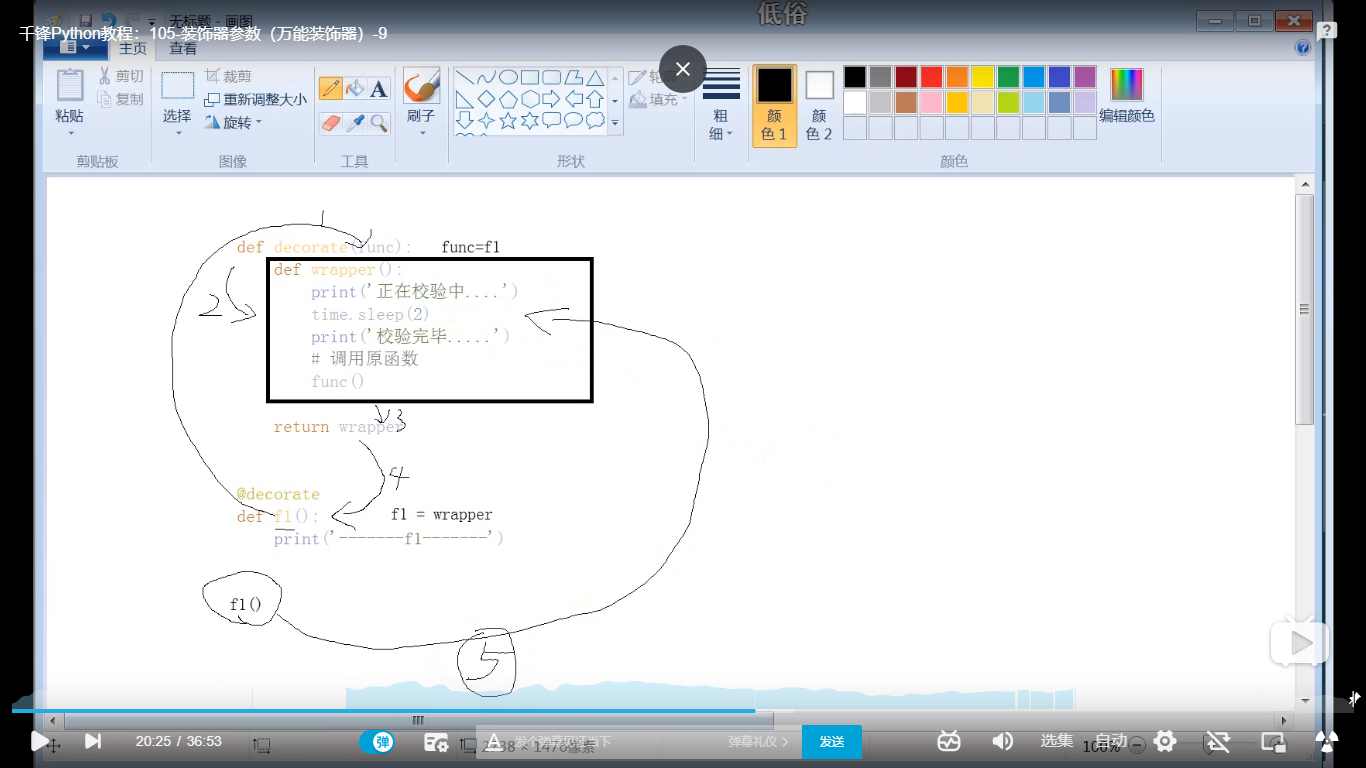 无标题 - 画图
低俗
千锋Python教程：105-装饰器参数（万能装饰器）-9
主页 查看
粘贴
剪切
复制
剪贴板
选择
裁剪
重新调整大小
旋转
图像
A
工具
刷子
填充
形状
粗
细
颜
色 1
颜
色 2
编辑颜色
颜色
1
def decorate(func): func=f1
def wrapper():
2
print('正在校验中....')
time.sleep(2)
print('校验完毕.....')
# 调用原函数
func()
3
return wrapper
4
@decorate
def f1(): f1 = wrapper
print('-------f1-------')
f1()
5
20:25 / 36:53
弹
发个弹幕见证当下
弹幕礼仪 >
发送
选集
自动
100%